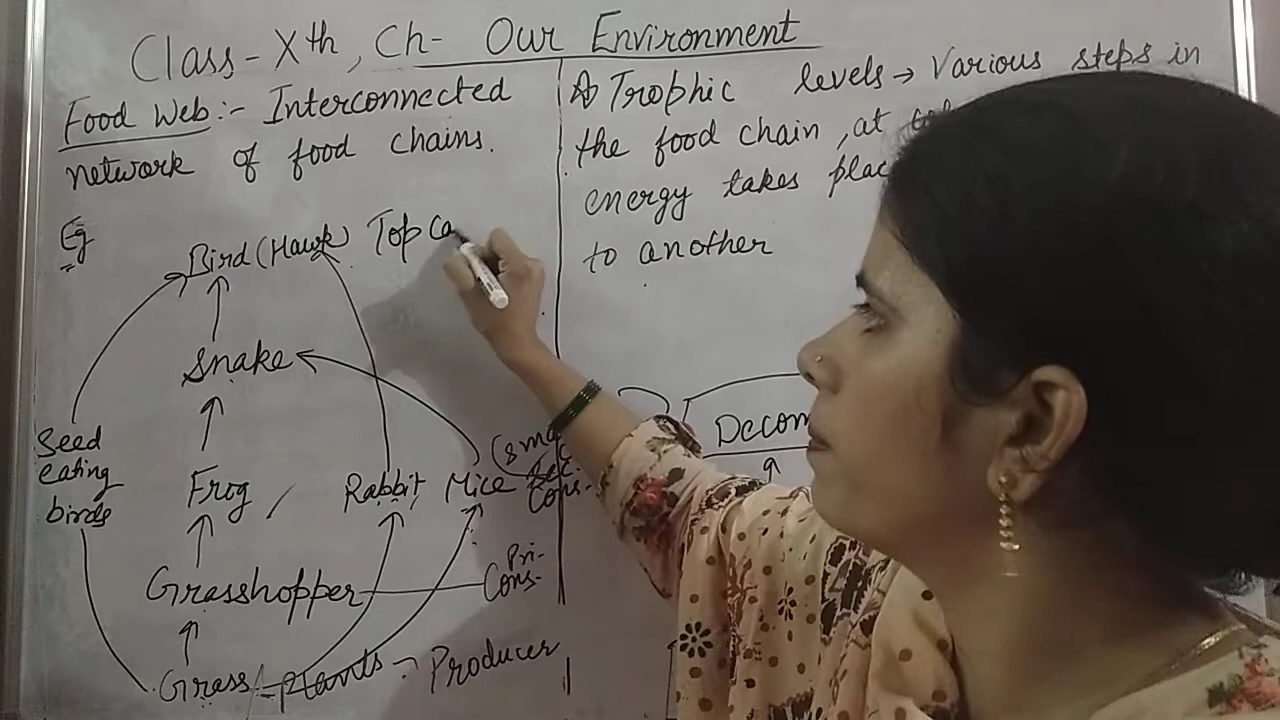 Class-Xth, Ch- Our Environment
Food Web:- Interconnected
network of food chains.
Eg
Bird (Hawk) Top Ca
Snake
Seed
eating
birds
Frog / Rabbit, Mice
Cons.
Grasshopper
Pri-
Cons-
Grass/plants → Producer
Trophic levels → Various steps in
the food chain, at
energy takes plac
to another
Decom